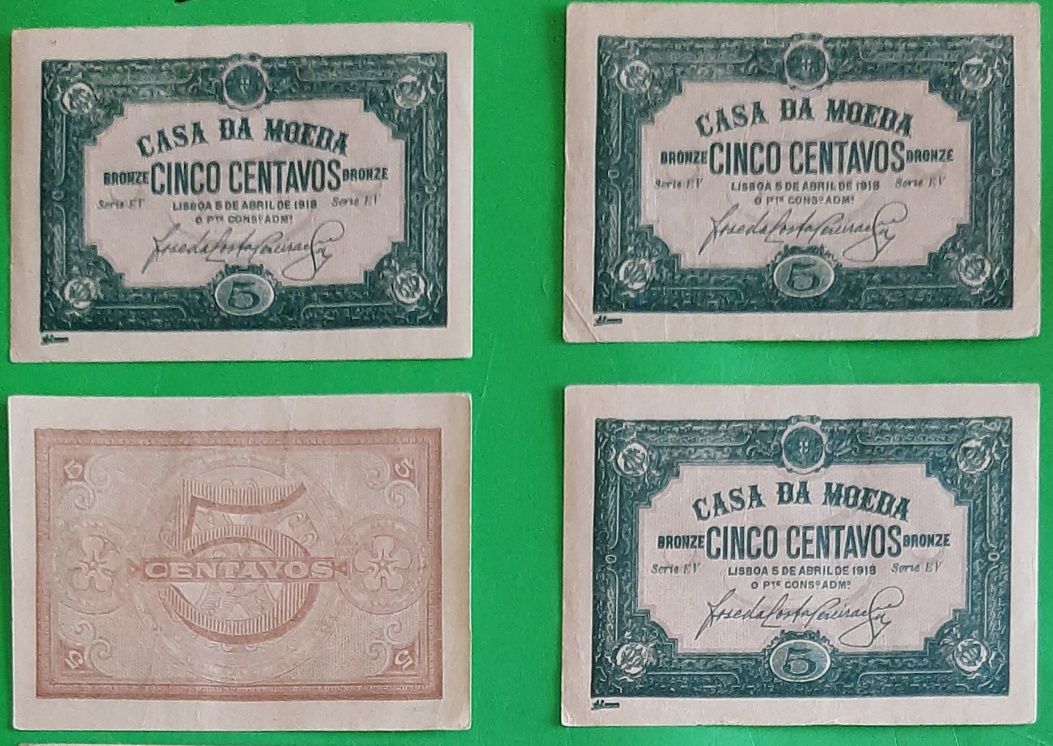 CASA DA MOEDA
BRONZE CINCO CENTAVOS BRONZE
Serie EV LISBOA 5 DE ABRIL DE 1918 Serie EV
O PTE CONSº ADMº
5
CASA DA MOEDA
BRONZE CINCO CENTAVOS BRONZE
Serie EV LISBOA 5 DE ABRIL DE 1918 Serie EV
O PTE CONSº ADMº
5
5 5
5
CENTAVOS
5 5
CASA DA MOEDA
BRONZE CINCO CENTAVOS BRONZE
Serie EV LISBOA 5 DE ABRIL DE 1918 Serie EV
O PTE CONSº ADMº
5